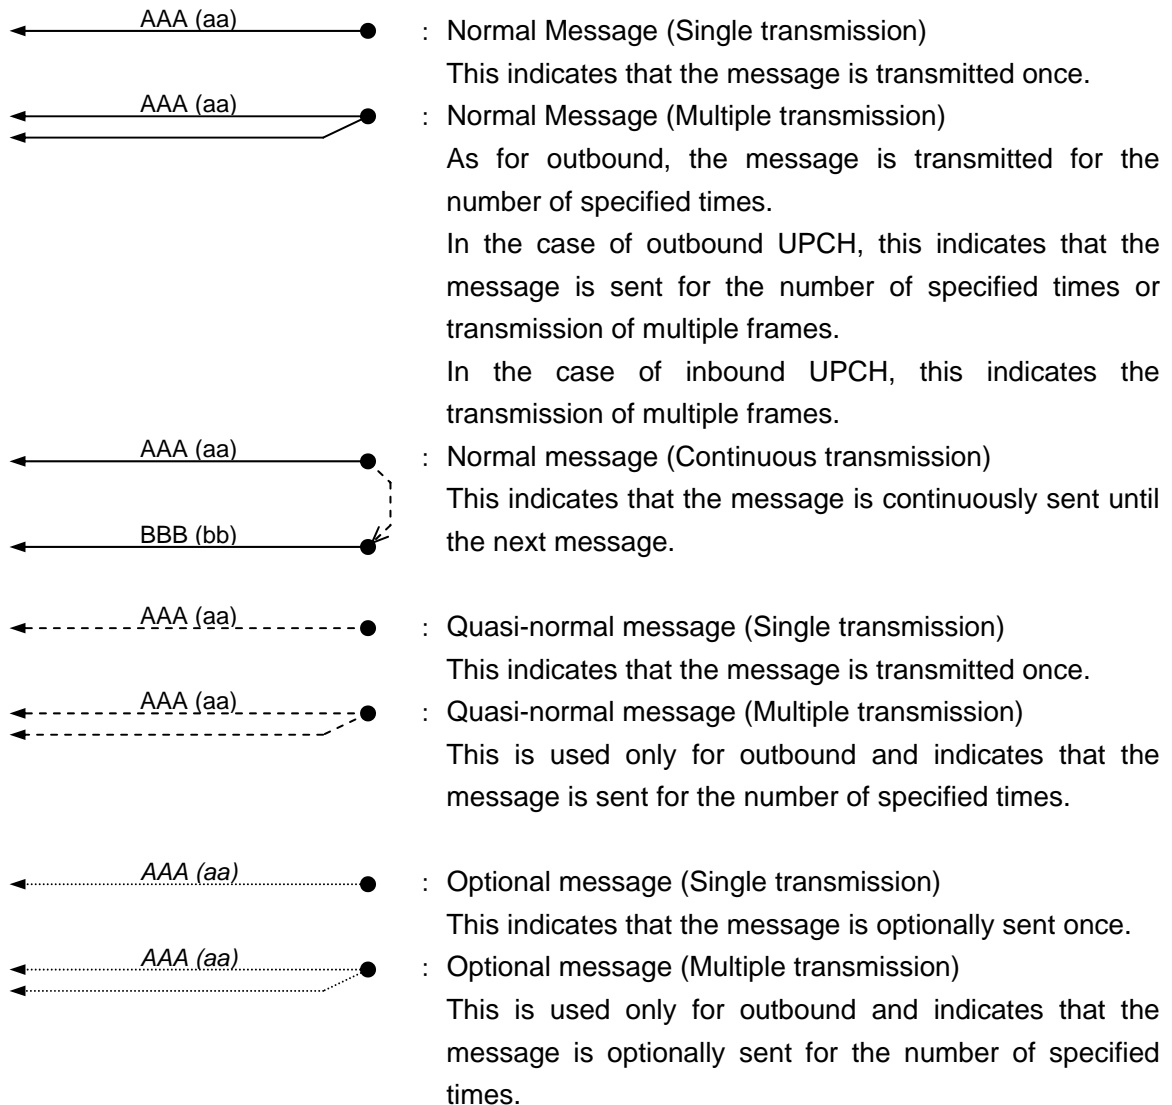 AAA (aa) : Normal Message (Single transmission)
This indicates that the message is transmitted once.
AAA (aa) : Normal Message (Multiple transmission)
As for outbound, the message is transmitted for the
number of specified times.
In the case of outbound UPCH, this indicates that the
message is sent for the number of specified times or
transmission of multiple frames.
In the case of inbound UPCH, this indicates the
transmission of multiple frames.
AAA (aa) : Normal message (Continuous transmission)
This indicates that the message is continuously sent until
BBB (bb) the next message.
AAA (aa) : Quasi-normal message (Single transmission)
This indicates that the message is transmitted once.
AAA (aa) : Quasi-normal message (Multiple transmission)
This is used only for outbound and indicates that the
message is sent for the number of specified times.
AAA (aa) : Optional message (Single transmission)
This indicates that the message is optionally sent once.
AAA (aa) : Optional message (Multiple transmission)
This is used only for outbound and indicates that the
message is optionally sent for the number of specified
times.